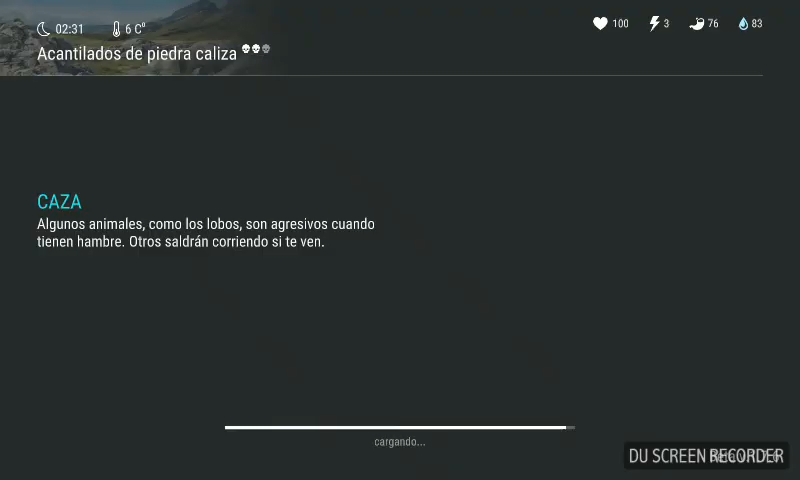 02:31
6 C⁰
100
3
76
83
Acantilados de piedra caliza
CAZA
Algunos animales, como los lobos, son agresivos cuando
tienen hambre. Otros saldrán corriendo si te ven.
cargando...
DU SCREEN RECORDER